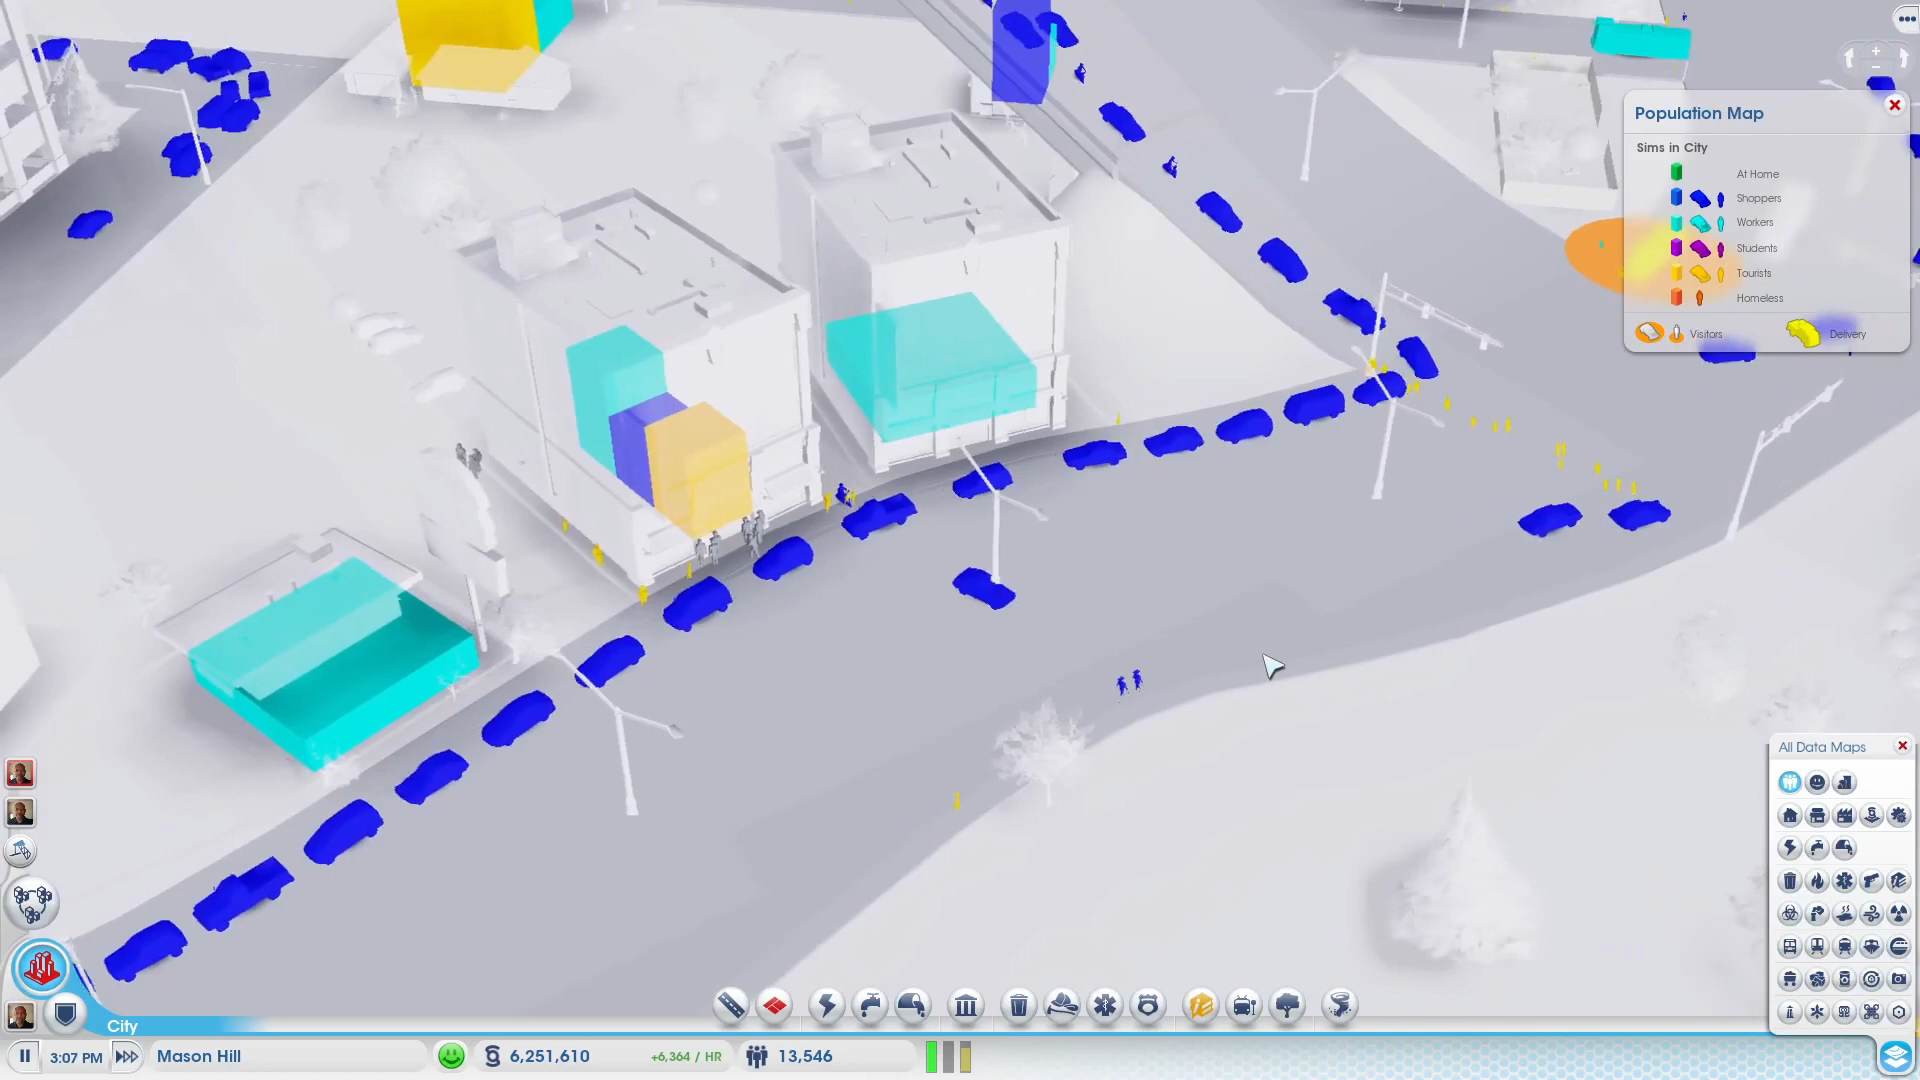 Population Map
Sims in City
At Home
Shoppers
Workers
Students
Tourists
Homeless
Visitors
Delivery
All Data Maps
City
3:07 PM
Mason Hill
6,251,610
+6,364 / HR
13,546